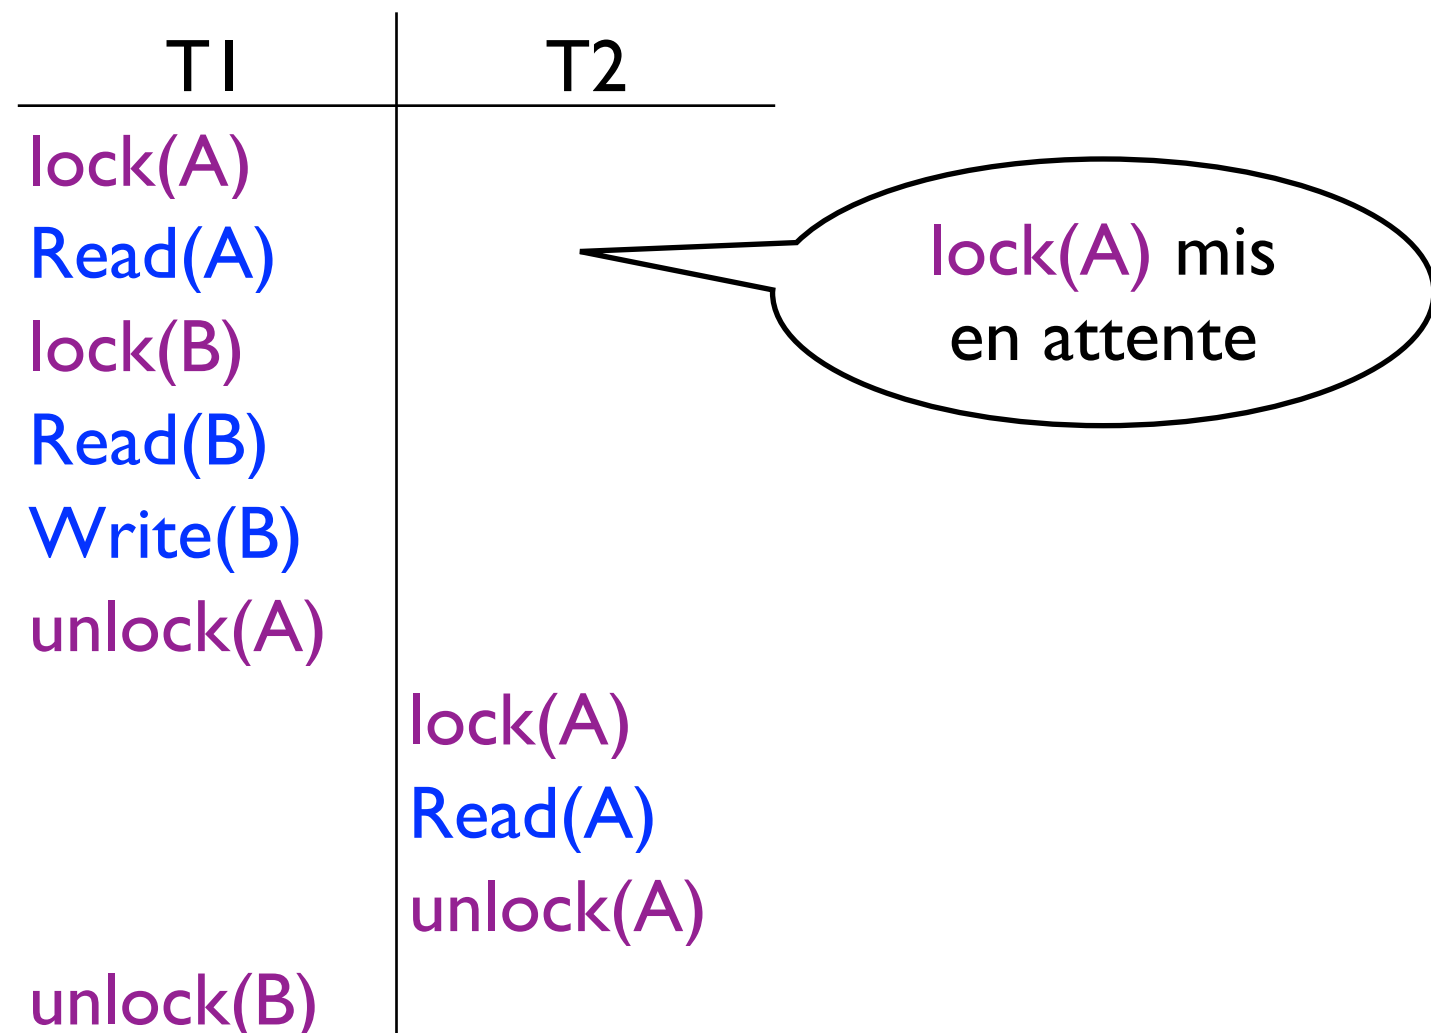 T1 T2
lock(A)
Read(A)
lock(A) mis
en attente
lock(B)
Read(B)
Write(B)
unlock(A)
lock(A)
Read(A)
unlock(A)
unlock(B)